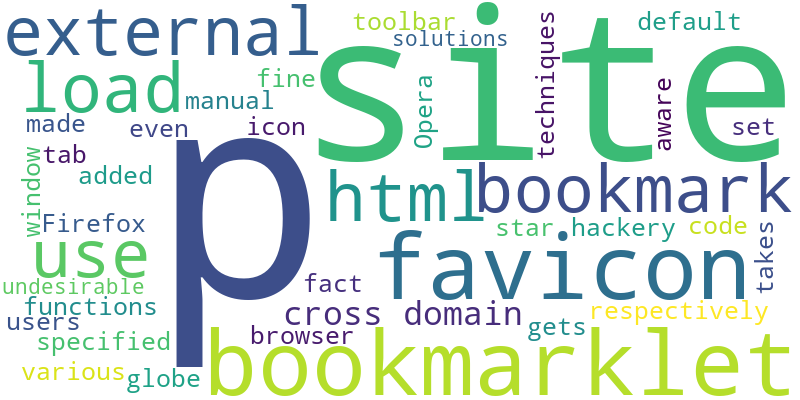 external
toolbar
solutions
techniques
default
site
load
manual
fine
Opera
aware
set
made
even
icon
p
tab
added
window
html
bookmark
Firefox
star
hackery
code
use
favicon
takes
undesirable
fact
functions
cross domain
respectively
users
browser
gets
specified
bookmarklet
various
globe